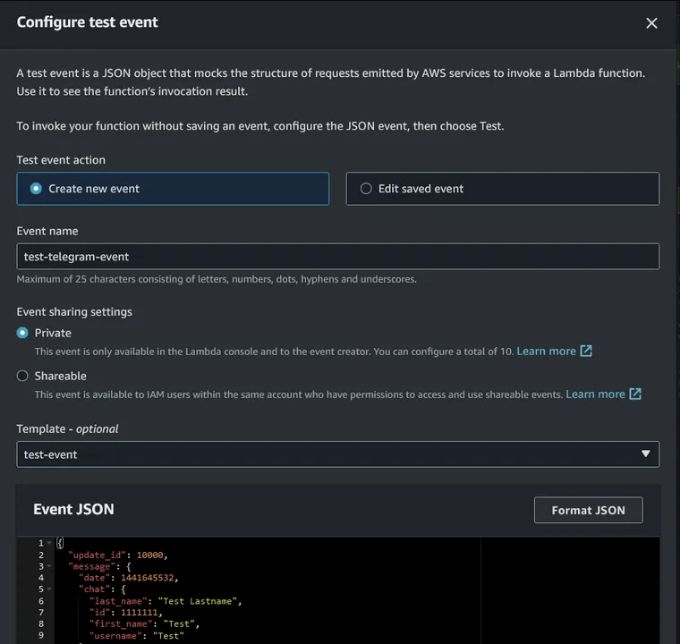 Configure test event
A test event is a JSON object that mocks the structure of requests emitted by AWS services to invoke a Lambda function.
Use it to see the function's invocation result.
To invoke your function without saving an event, configure the JSON event, then choose Test.
Test event action
Create new event
Edit saved event
Event name
test-telegram-event
Maximum of 25 characters consisting of letters, numbers, dots, hyphens and underscores.
Event sharing settings
Private
This event is only available in the Lambda console and to the event creator. You can configure a total of 10. Learn more
Shareable
This event is available to IAM users within the same account who have permissions to access and use shareable events. Learn more
Template - optional
test-event
Event JSON
Format JSON
1 {
2 "update_id": 10000,
3 "message": {
4 "date": 1441645532,
5 "chat": {
6 "last_name": "Test Lastname",
7 "id": 1111111,
8 "first_name": "Test",
9 "username": "Test"